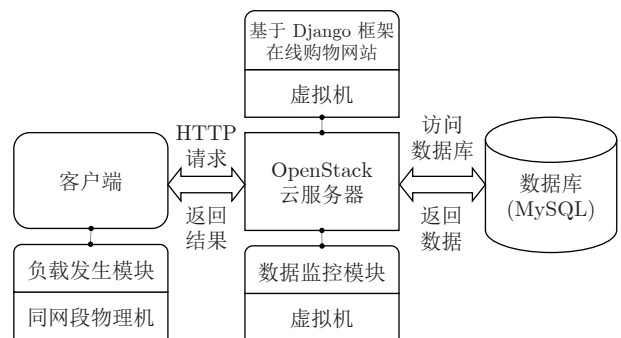 基于 Django 框架
在线购物网站
虚拟机
客户端
HTTP
请求
返回
结果
OpenStack
云服务器
访问
数据库
返回
数据
数据库
(MySQL)
负载发生模块
同网段物理机
数据监控模块
虚拟机